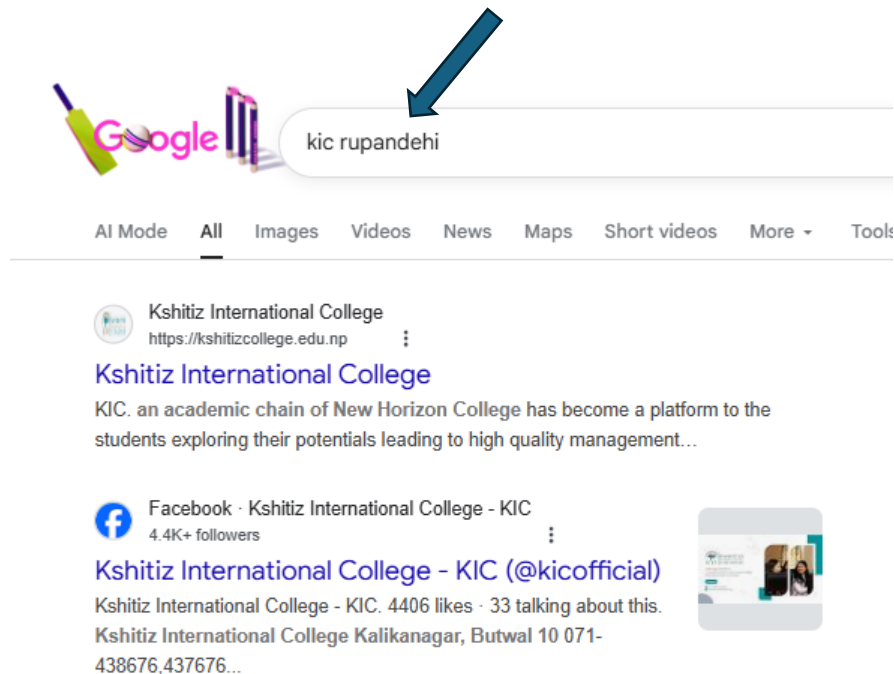 Google
kic rupandehi
AI Mode All Images Videos News Maps Short videos More Tools
Kshitiz International College
https://kshitizcollege.edu.np
Kshitiz International College
KIC. an academic chain of New Horizon College has become a platform to the
students exploring their potentials leading to high quality management...
Facebook · Kshitiz International College - KIC
4.4K+ followers
Kshitiz International College - KIC (@kicofficial)
Kshitiz International College - KIC. 4406 likes · 33 talking about this.
Kshitiz International College Kalikanagar, Butwal 10 071-
438676,437676...